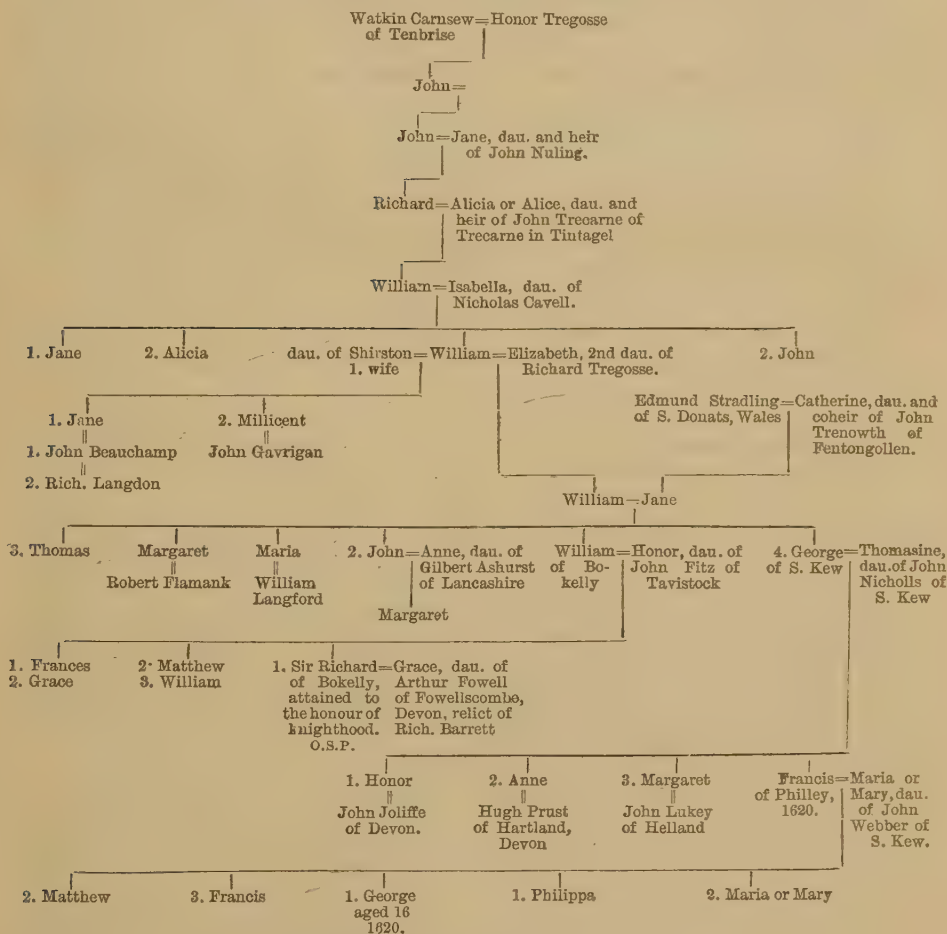 Watkin Carnsew=Honor Tregosse
of Tenbrise
John=
John=Jane, dau. and heir
of John Nuling.
Richard=Alicia or Alice, dau. and
heir of John Trecarne of
Trecarne in Tintagel
William=Isabella, dau. of
Nicholas Cavell.
1. Jane 2. Alicia dau. of Shirston=William=Elizabeth, 2nd dau. of 2. John
1. wife Richard Tregosse.
Edmund Stradling=Catherine, dau. and
of S. Donats, Wales coheir of John
Trenowth of
Fentongollen.
1. Jane 2. Millicent
1. John Beauchamp John Gavrigan
2. Rich. Langdon
William=Jane
3. Thomas Margaret Maria 2. John=Anne, dau. of William=Honor, dau. of 4. George=Thomasine,
Robert Flamank William Gilbert Ashurst of Bo- John Fitz of of S. Kew dau. of John
Langford of Lancashire kelly Tavistock Nicholls of
S. Kew
Margaret
1. Frances 2. Matthew 1. Sir Richard=Grace, dau. of
2. Grace 3. William of Bokelly, Arthur Fowell
attained to of Fowellscombe,
the honour of Devon, relict of
knighthood. Rich. Barrett
O.S.P.
1. Honor 2. Anne 3. Margaret Francis=Maria or
John Joliffe Hugh Prust John Lukey of Philley, Mary, dau.
of Devon. of Hartland, of Helland 1620. of John
Devon Webber of
S. Kew.
2. Matthew 3. Francis 1. George 1. Philippa 2. Maria or Mary
aged 16
1620.